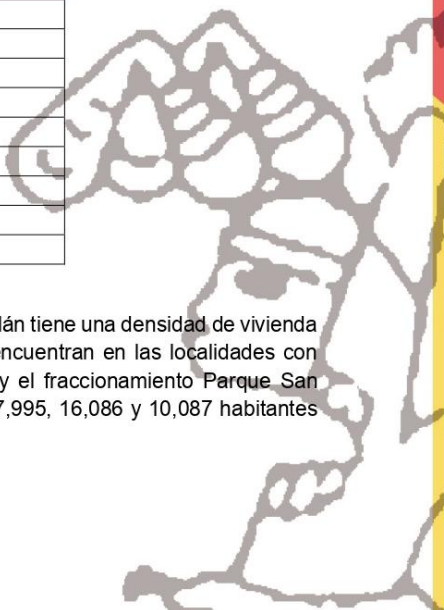 lán tiene una densidad de vivienda
encuentran en las localidades con
y el fraccionamiento Parque San
7,995, 16,086 y 10,087 habitantes